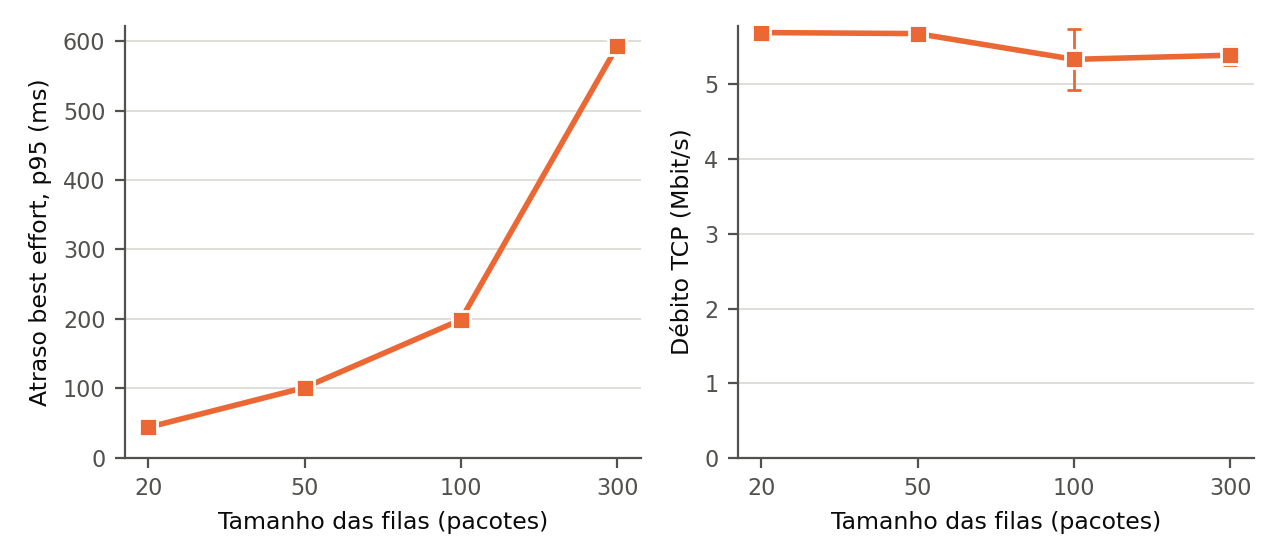 Atraso best effort, p95 (ms)
600
500
400
300
200
100
0
20 50 100 300
Tamanho das filas (pacotes)
Débito TCP (Mbit/s)
5
4
3
2
1
0
20 50 100 300
Tamanho das filas (pacotes)